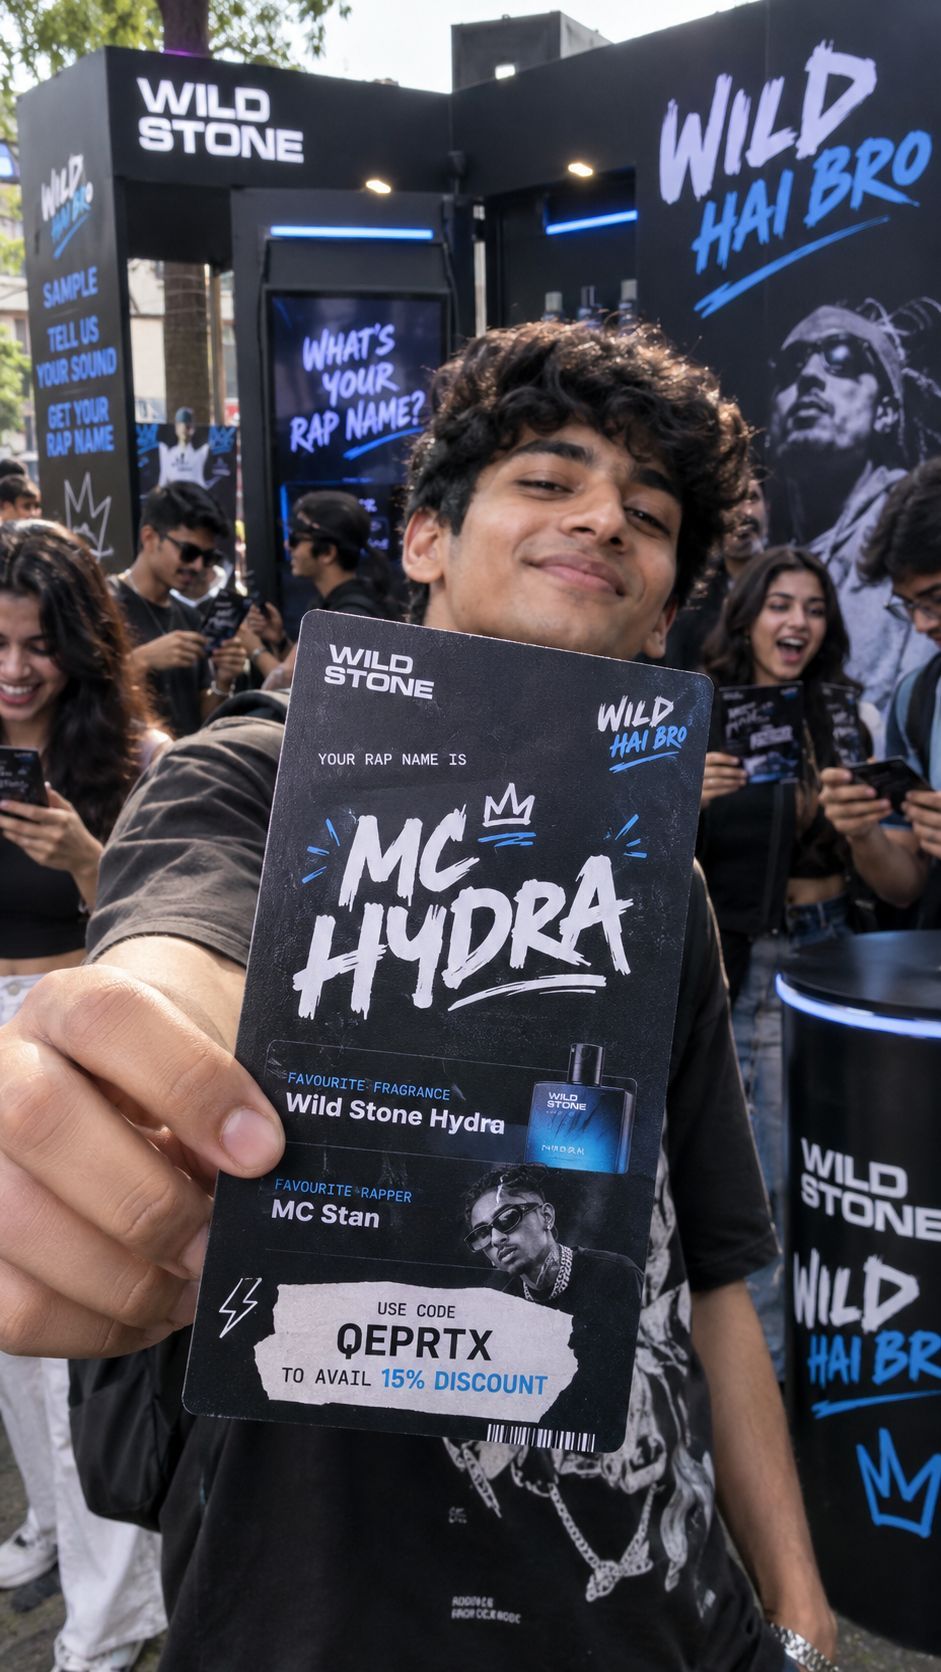 WILD
STONE
WILD
HAI BRO
WILD
HAI BRO
SAMPLE
TELL US
YOUR SOUND
GET YOUR
RAP NAME
WHAT'S
YOUR
RAP NAME?
WILD
STONE
WILD
HAI BRO
YOUR RAP NAME IS
MC
HYDRA
FAVOURITE FRAGRANCE
Wild Stone Hydra
WILD
STONE
HYDRA
FAVOURITE RAPPER
MC Stan
USE CODE
QEPRTX
TO AVAIL 15% DISCOUNT
WILD
STONE
WILD
HAI BR